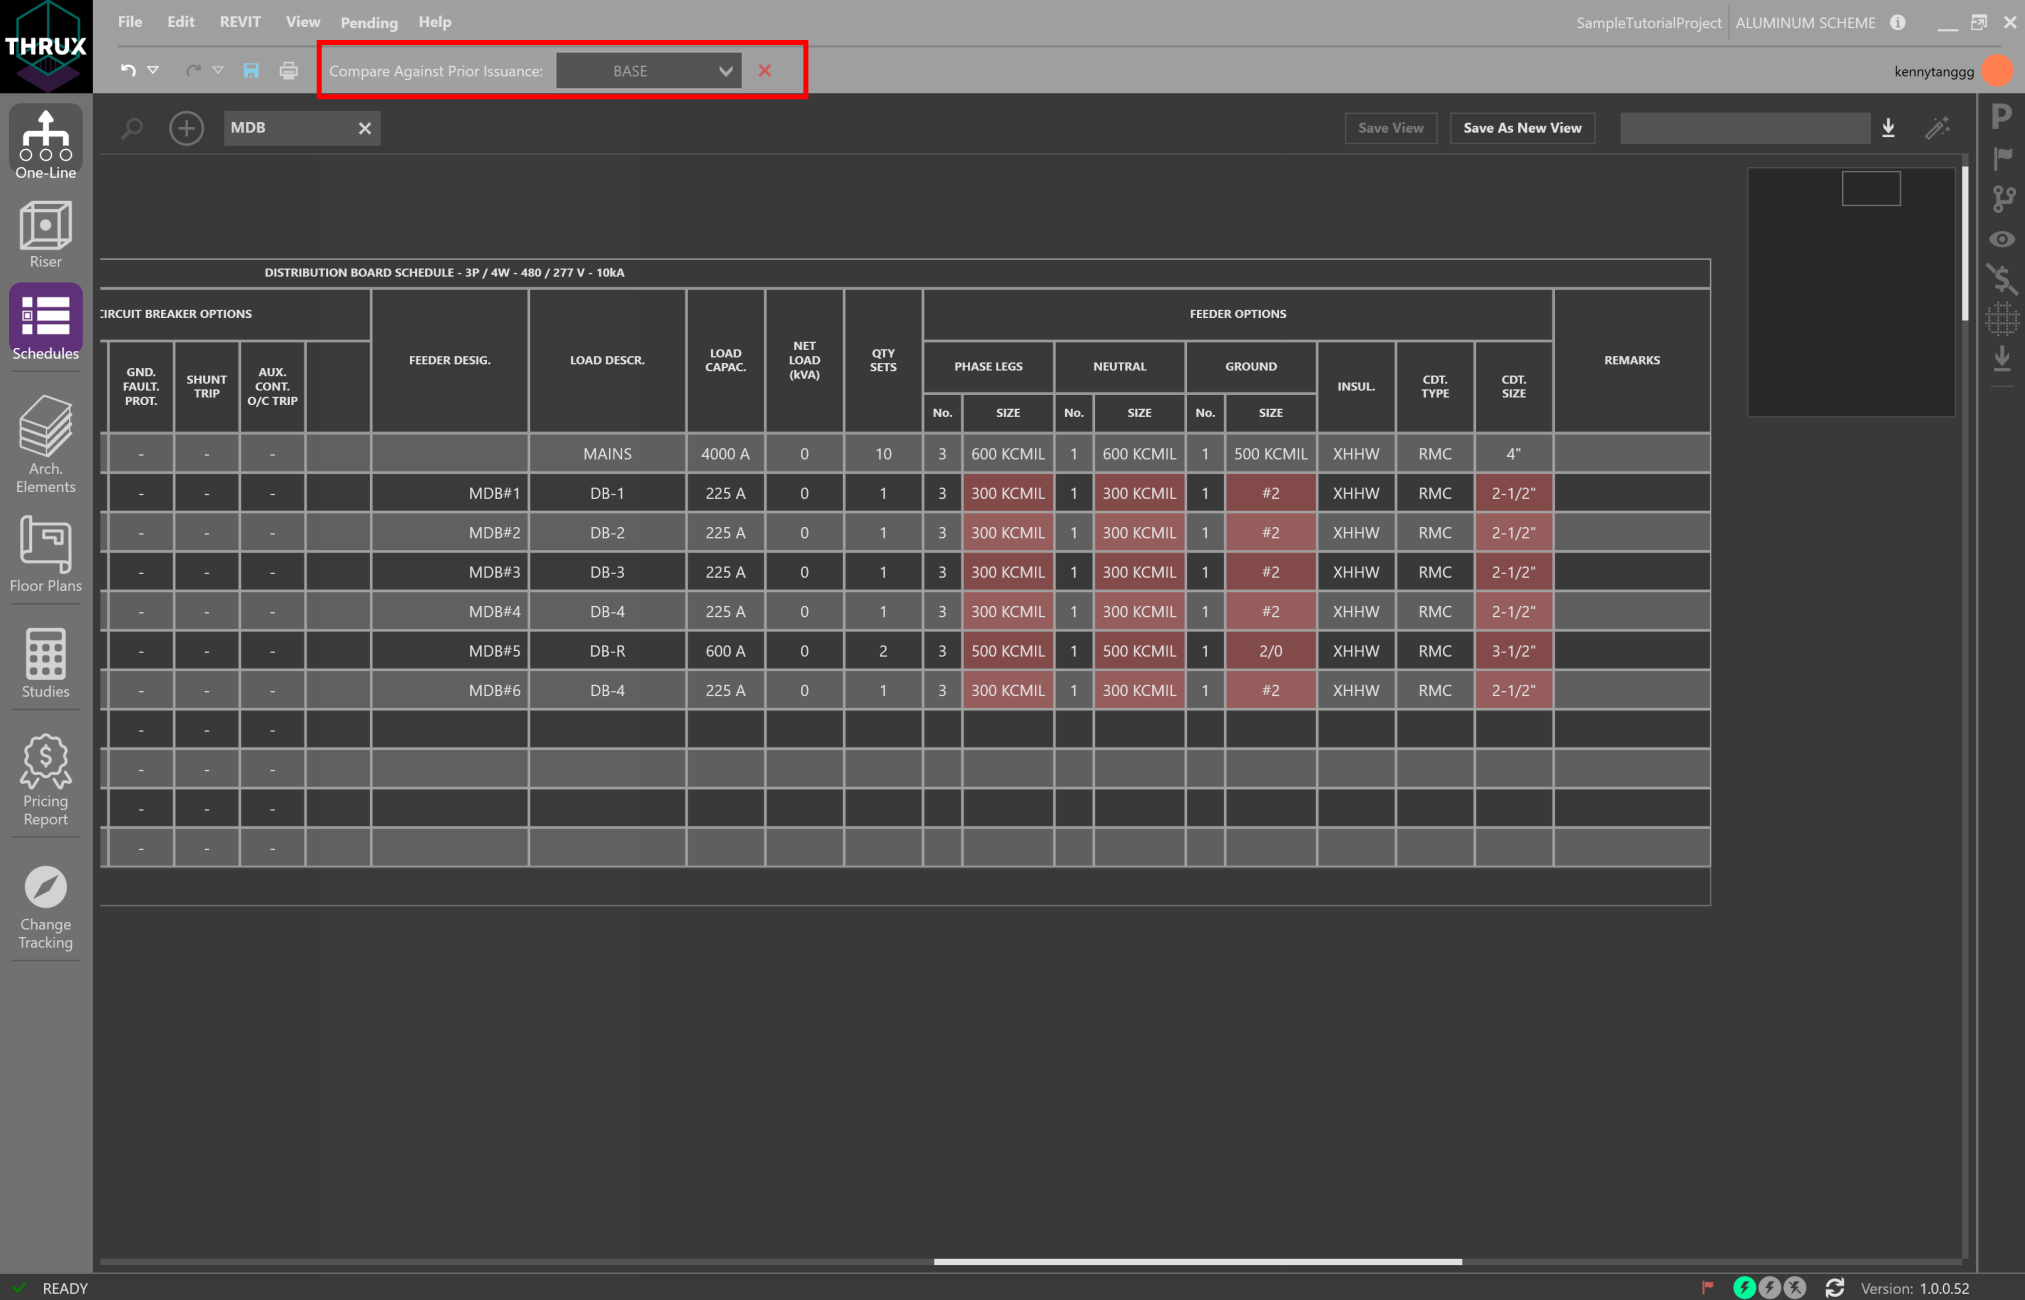 THRUX
File Edit REVIT View Pending Help
SampleTutorialProject ALUMINUM SCHEME
Compare Against Prior Issuance: BASE
kennytanggg
MDB
Save View Save As New View
P
One-Line
Riser
Schedules
Arch.
Elements
Floor Plans
Studies
Pricing
Report
Change
Tracking
DISTRIBUTION BOARD SCHEDULE - 3P / 4W - 480 / 277 V - 10kA
CIRCUIT BREAKER OPTIONS
FEEDER DESIG.
LOAD DESCR.
LOAD
CAPAC.
NET
LOAD
(kVA)
QTY
SETS
FEEDER OPTIONS
REMARKS
GND.
FAULT.
PROT.
SHUNT
TRIP
AUX.
CONT.
O/C TRIP
PHASE LEGS
NEUTRAL
GROUND
INSUL.
CDT.
TYPE
CDT.
SIZE
No. SIZE No. SIZE No. SIZE
- - - MAINS 4000 A 0 10 3 600 KCMIL 1 600 KCMIL 1 500 KCMIL XHHW RMC 4"
- - - MDB#1 DB-1 225 A 0 1 3 300 KCMIL 1 300 KCMIL 1 #2 XHHW RMC 2-1/2"
- - - MDB#2 DB-2 225 A 0 1 3 300 KCMIL 1 300 KCMIL 1 #2 XHHW RMC 2-1/2"
- - - MDB#3 DB-3 225 A 0 1 3 300 KCMIL 1 300 KCMIL 1 #2 XHHW RMC 2-1/2"
- - - MDB#4 DB-4 225 A 0 1 3 300 KCMIL 1 300 KCMIL 1 #2 XHHW RMC 2-1/2"
- - - MDB#5 DB-R 600 A 0 2 3 500 KCMIL 1 500 KCMIL 1 2/0 XHHW RMC 3-1/2"
- - - MDB#6 DB-4 225 A 0 1 3 300 KCMIL 1 300 KCMIL 1 #2 XHHW RMC 2-1/2"
- - -
- - -
- - -
- - -
READY
Version: 1.0.0.52